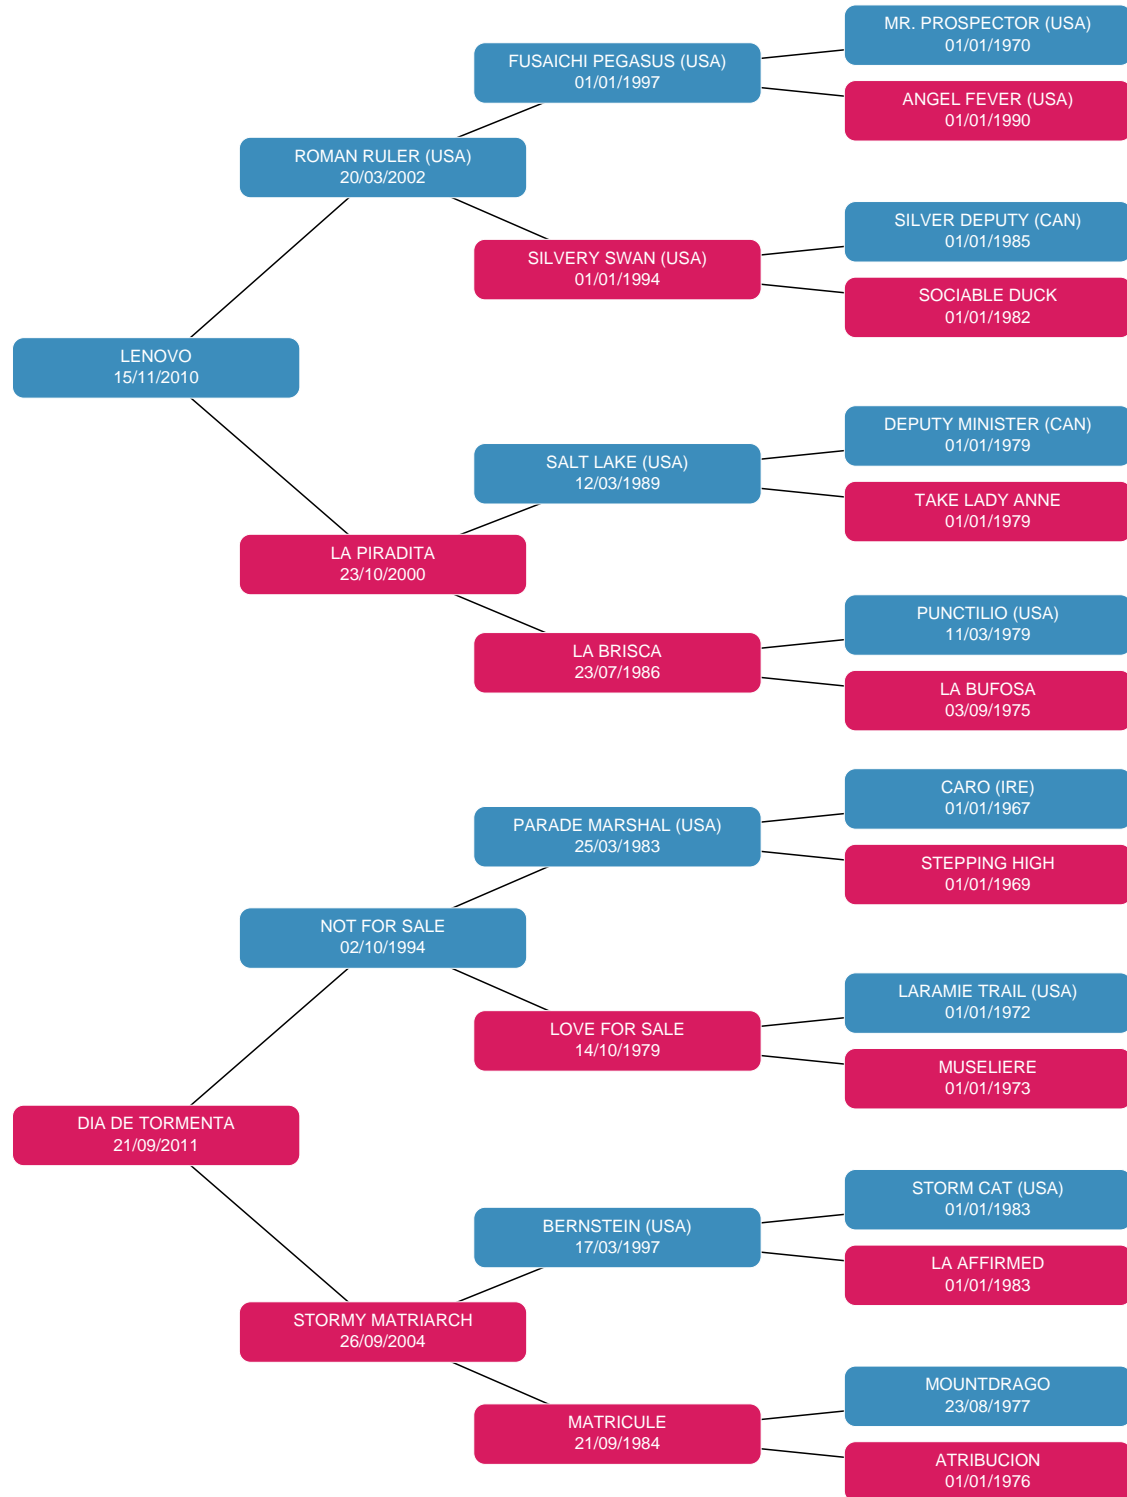 MR. PROSPECTOR (USA)
01/01/1970
FUSAICHI PEGASUS (USA)
01/01/1997
ANGEL FEVER (USA)
01/01/1990
ROMAN RULER (USA)
20/03/2002
SILVER DEPUTY (CAN)
01/01/1985
SILVERY SWAN (USA)
01/01/1994
SOCIABLE DUCK
01/01/1982
LENOVO
15/11/2010
DEPUTY MINISTER (CAN)
01/01/1979
SALT LAKE (USA)
12/03/1989
TAKE LADY ANNE
01/01/1979
LA PIRADITA
23/10/2000
PUNCTILIO (USA)
11/03/1979
LA BRISCA
23/07/1986
LA BUFOSA
03/09/1975
CARO (IRE)
01/01/1967
PARADE MARSHAL (USA)
25/03/1983
STEPPING HIGH
01/01/1969
NOT FOR SALE
02/10/1994
LARAMIE TRAIL (USA)
01/01/1972
LOVE FOR SALE
14/10/1979
MUSELIERE
01/01/1973
DIA DE TORMENTA
21/09/2011
STORM CAT (USA)
01/01/1983
BERNSTEIN (USA)
17/03/1997
LA AFFIRMED
01/01/1983
STORMY MATRIARCH
26/09/2004
MOUNTDRAGO
23/08/1977
MATRICULE
21/09/1984
ATRIBUCION
01/01/1976